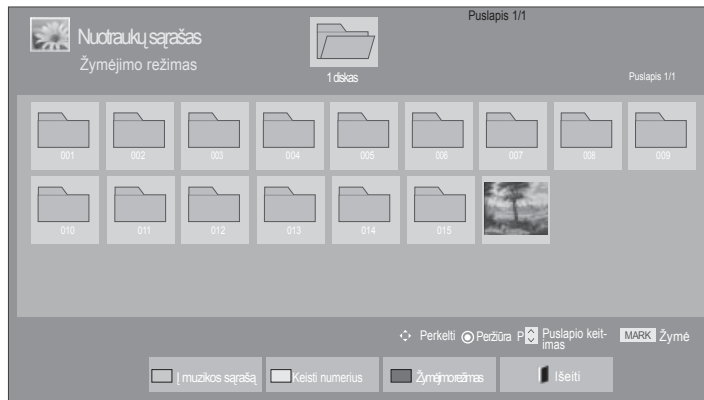 Puslapis 1/1
Nuotraukų sąrašas
Žymėjimo režimas
1 diskas
Puslapis 1/1
001 002 003 004 005 006 007 008 009
010 011 012 013 014 015
Perkelti Peržiūra P Puslapio keit-
imas
MARK Žymė
Į muzikos sąrašą Keisti numerius Žymėjimo režimas Išeiti